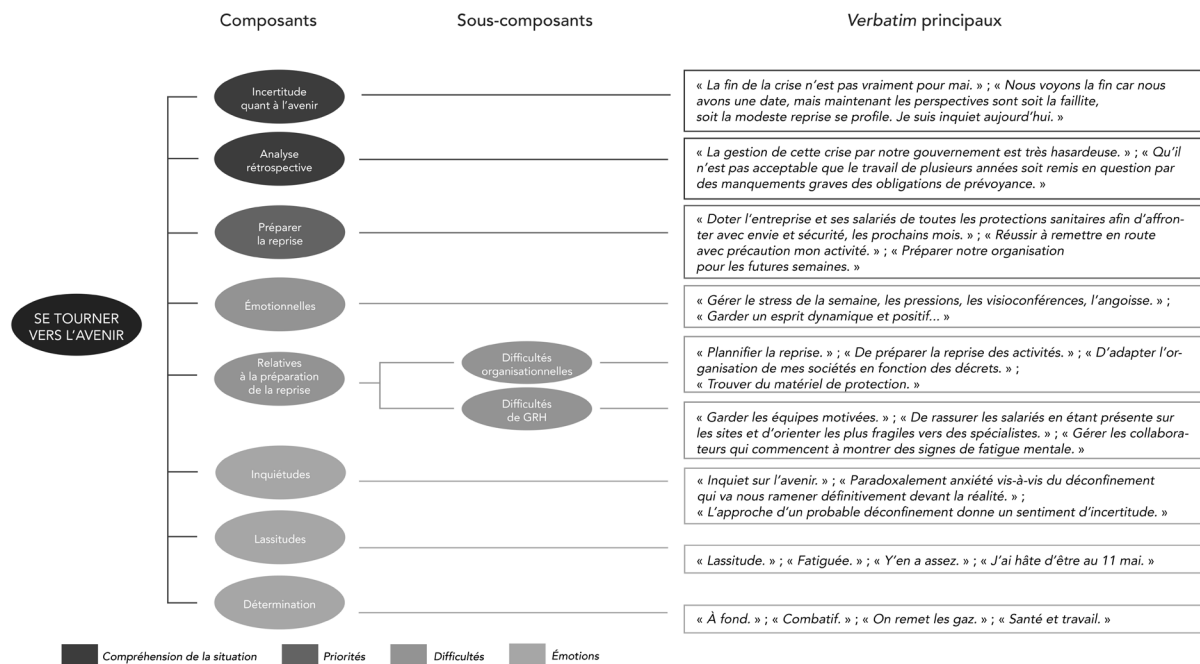 Composants
Sous-composants
Verbatim principaux
Incertitude
quant à l'avenir
« La fin de la crise n'est pas vraiment pour mai. » ; « Nous voyons la fin car nous
avons une date, mais maintenant les perspectives sont soit la faillite,
soit la modeste reprise se profile. Je suis inquiet aujourd'hui. »
Analyse
rétrospective
« La gestion de cette crise par notre gouvernement est très hasardeuse. » ; « Qu'il
n'est pas acceptable que le travail de plusieurs années soit remis en question par
des manquements graves des obligations de prévoyance. »
Préparer
la reprise
« Doter l'entreprise et ses salariés de toutes les protections sanitaires afin d'affron-
ter avec envie et sécurité, les prochains mois. » ; « Réussir à remettre en route
avec précaution mon activité. » ; « Préparer notre organisation
pour les futures semaines. »
SE TOURNER
VERS L'AVENIR
Émotionnelles
« Gérer le stress de la semaine, les pressions, les visioconférences, l'angoisse. » ;
« Garder un esprit dynamique et positif... »
Relatives
à la préparation
de la reprise
Difficultés
organisationnelles
« Plannifier la reprise. » ; « De préparer la reprise des activités. » ; « D'adapter l'or-
ganisation de mes sociétés en fonction des décrets. » ;
« Trouver du matériel de protection. »
Difficultés
de GRH
« Garder les équipes motivées. » ; « De rassurer les salariés en étant présente sur
les sites et d'orienter les plus fragiles vers des spécialistes. » ; « Gérer les collabora-
teurs qui commencent à montrer des signes de fatigue mentale. »
Inquiétudes
« Inquiet sur l'avenir. » ; « Paradoxalement anxiété vis-à-vis du déconfinement
qui va nous ramener définitivement devant la réalité. » ;
« L'approche d'un probable déconfinement donne un sentiment d'incertitude. »
Lassitudes
« Lassitude. » ; « Fatiguée. » ; « Y'en a assez. » ; « J'ai hâte d'être au 11 mai. »
Détermination
« À fond. » ; « Combatif. » ; « On remet les gaz. » ; « Santé et travail. »
Compréhension de la situation
Priorités
Difficultés
Émotions